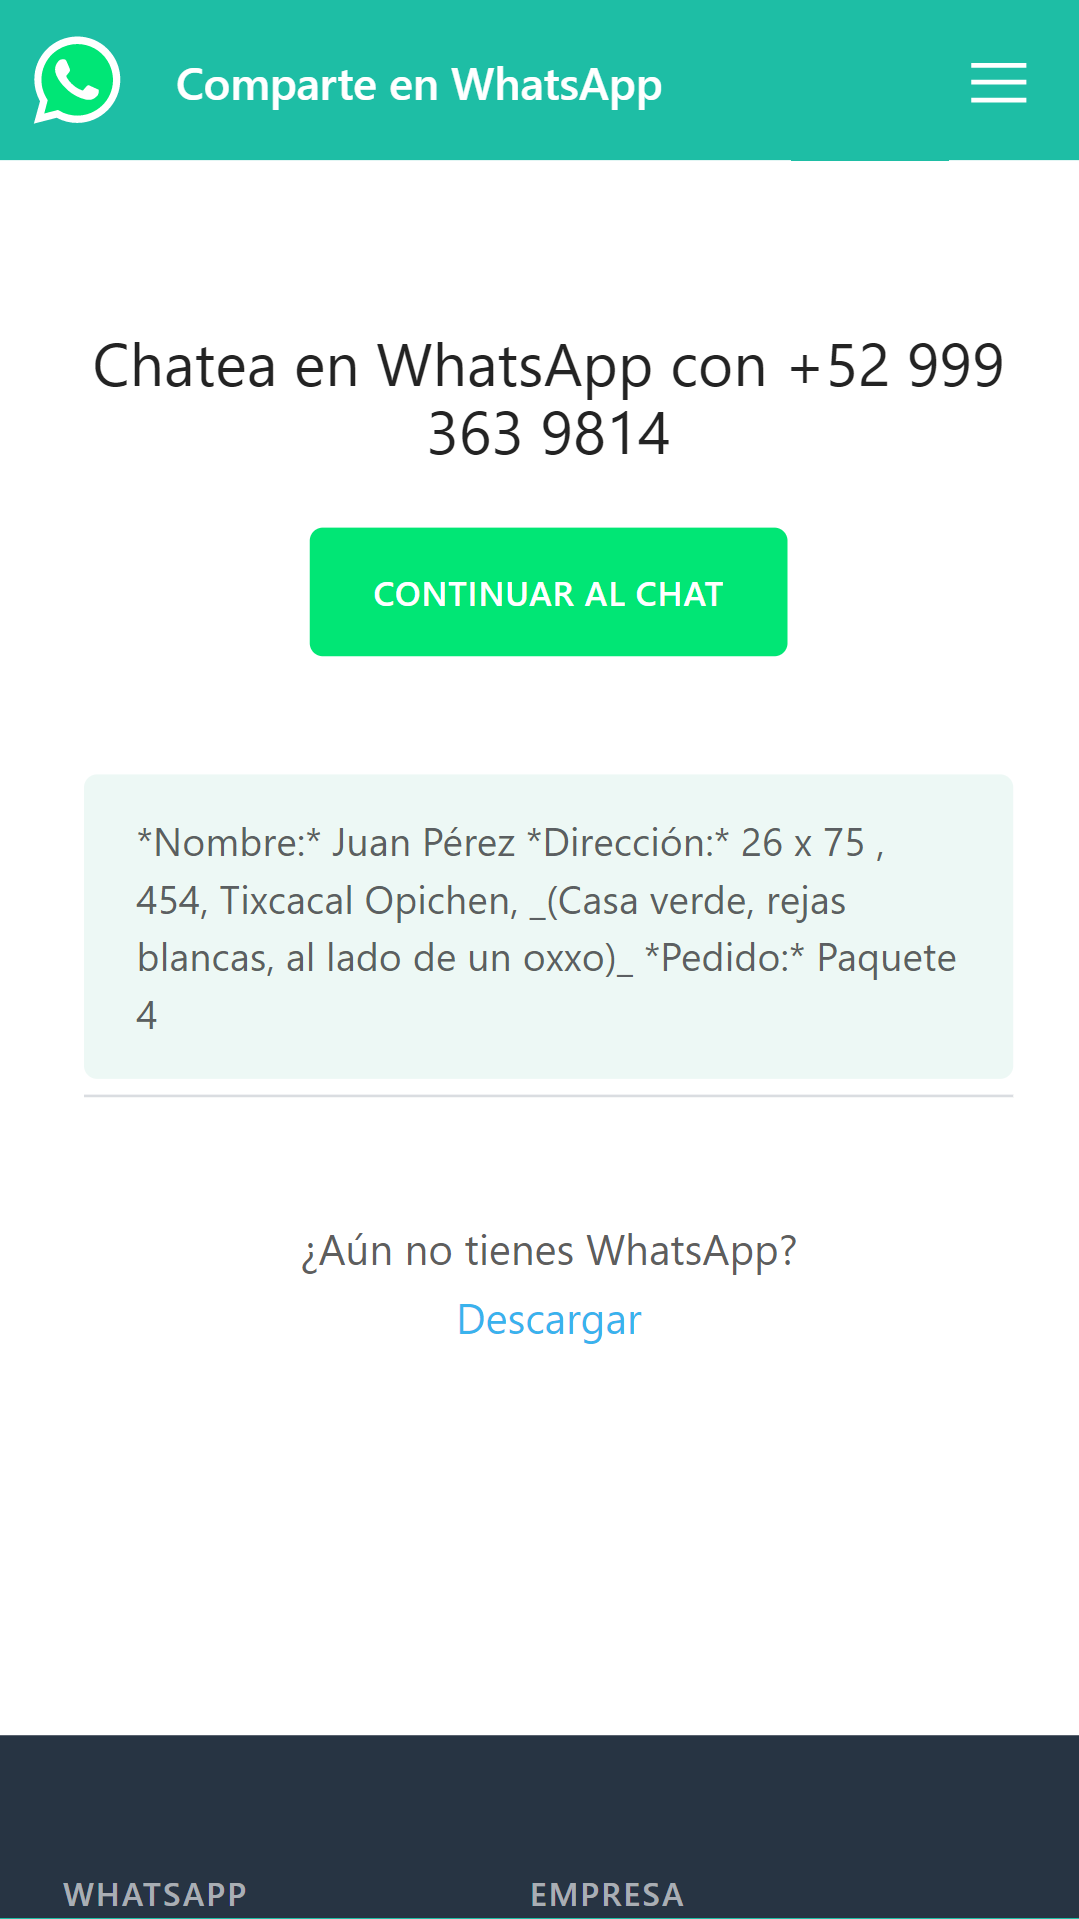 Comparte en WhatsApp
Chatea en WhatsApp con +52 999
363 9814
CONTINUAR AL CHAT
*Nombre:* Juan Pérez *Dirección:* 26 x 75 ,
454, Tixcacal Opichen, _(Casa verde, rejas
blancas, al lado de un oxxo)_ *Pedido:* Paquete
4
¿Aún no tienes WhatsApp?
Descargar
WHATSAPP
EMPRESA